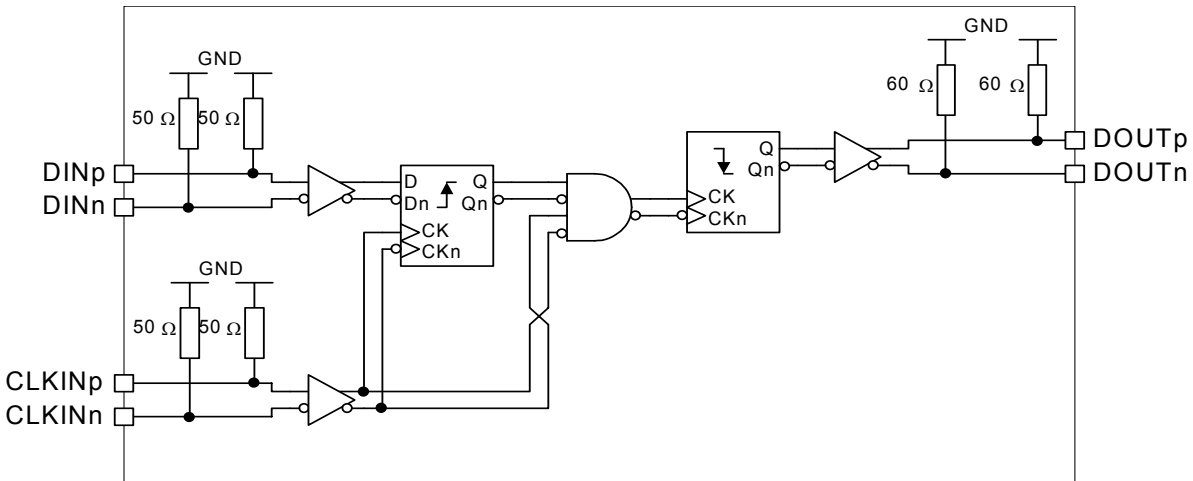 GND
60 Ω 60 Ω
GND
50 Ω 50 Ω
DINp
DINn
D Q
Dn Qn
CK
CKn
Q
Qn
CK
CKn
DOUTp
DOUTn
GND
50 Ω 50 Ω
CLKINp
CLKINn